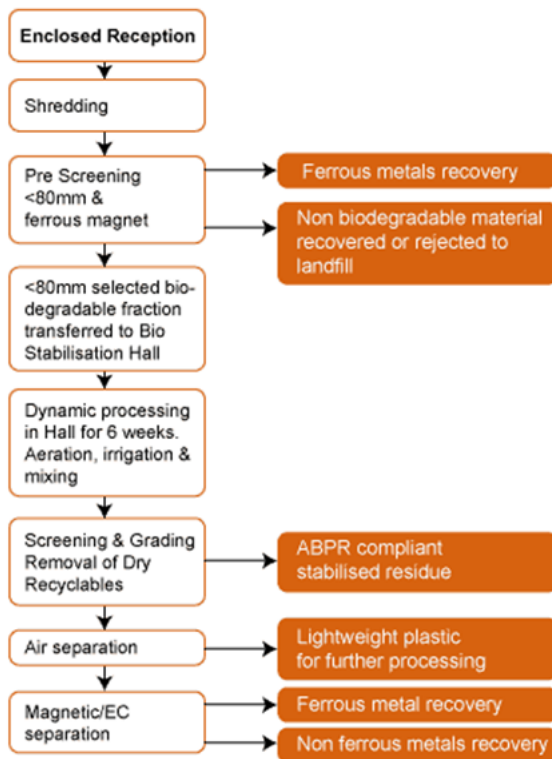 Enclosed Reception
Shredding
Pre Screening
<80mm &
ferrous magnet
Ferrous metals recovery
Non biodegradable material
recovered or rejected to
landfill
<80mm selected bio-
degradable fraction
transferred to Bio
Stabilisation Hall
Dynamic processing
in Hall for 6 weeks.
Aeration, irrigation &
mixing
Screening & Grading
Removal of Dry
Recyclables
ABPR compliant
stabilised residue
Air separation
Lightweight plastic
for further processing
Magnetic/EC
separation
Ferrous metal recovery
Non ferrous metals recovery